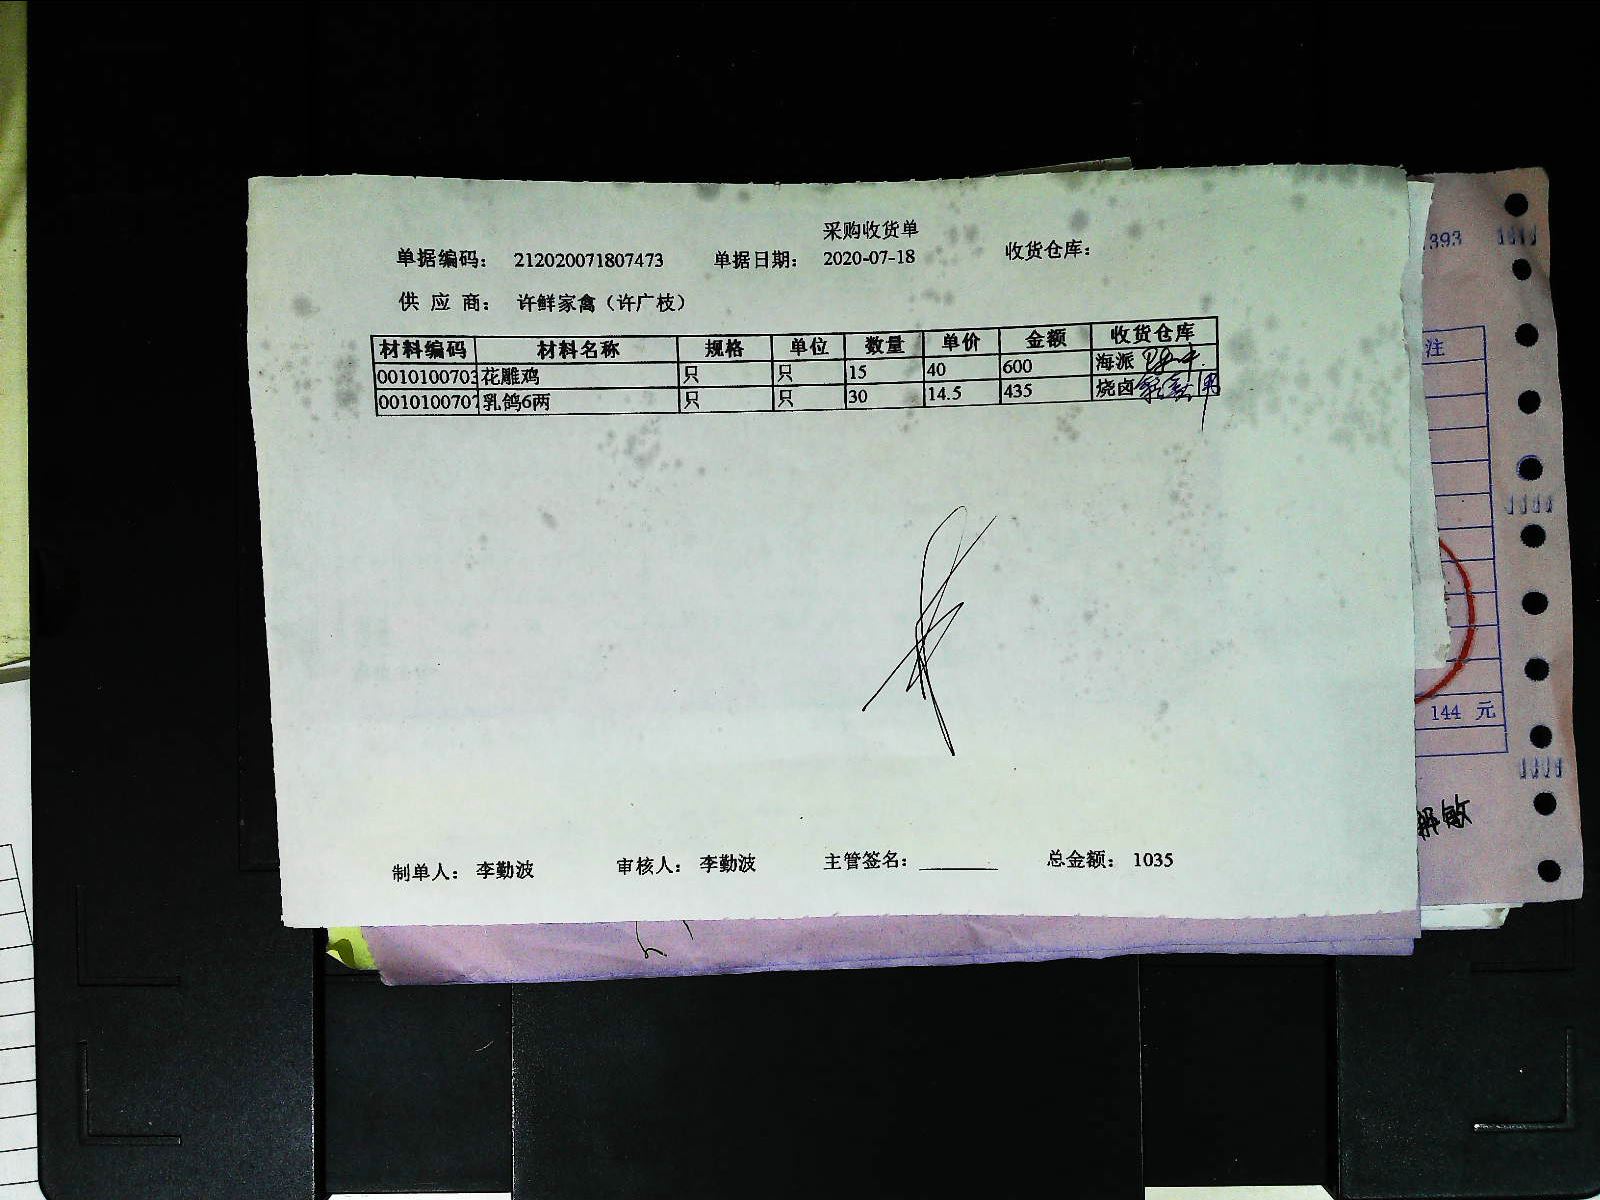 采购收货单
单据编码： 212020071807473 单据日期： 2020-07-18 收货仓库：
供 应 商： 许鲜家禽（许广枝）
材料编码 材料名称 规格 单位 数量 单价 金额 收货仓库
0010100703 花雕鸡 只 只 15 40 600 海派
0010100707 乳鸽6两 只 只 30 14.5 435 烧卤
制单人： 李勤波 审核人： 李勤波 主管签名： 总金额： 1035
393
注
144 元
敏